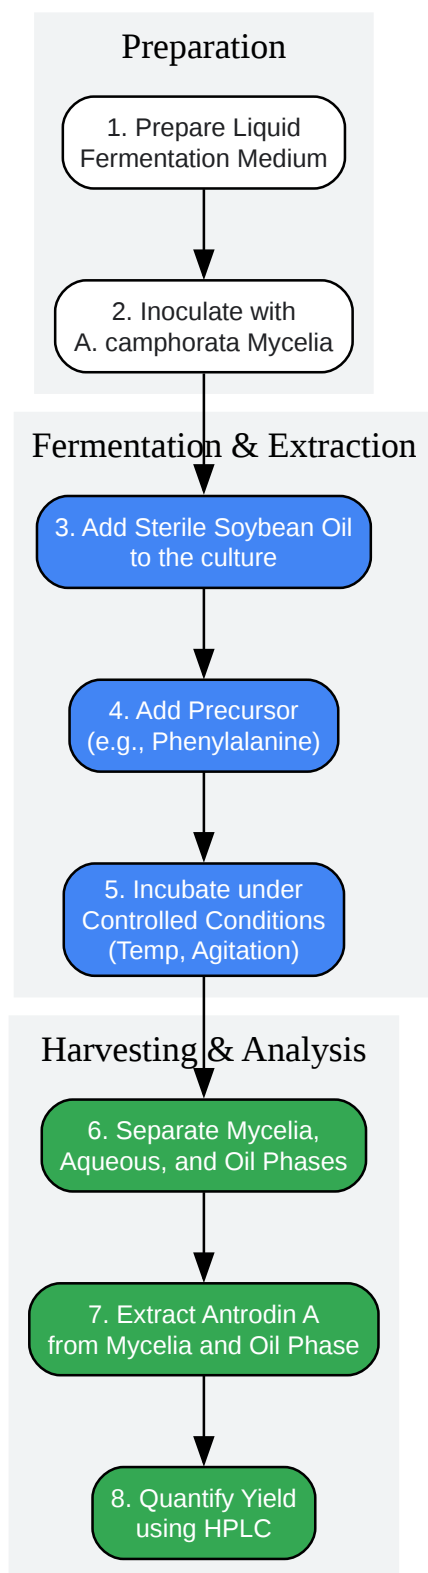 Preparation
1. Prepare Liquid
Fermentation Medium
2. Inoculate with
A. camphorata Mycelia
Fermentation & Extraction
3. Add Sterile Soybean Oil
to the culture
4. Add Precursor
(e.g., Phenylalanine)
5. Incubate under
Controlled Conditions
(Temp, Agitation)
Harvesting & Analysis
6. Separate Mycelia,
Aqueous, and Oil Phases
7. Extract Antrodin A
from Mycelia and Oil Phase
8. Quantify Yield
using HPLC